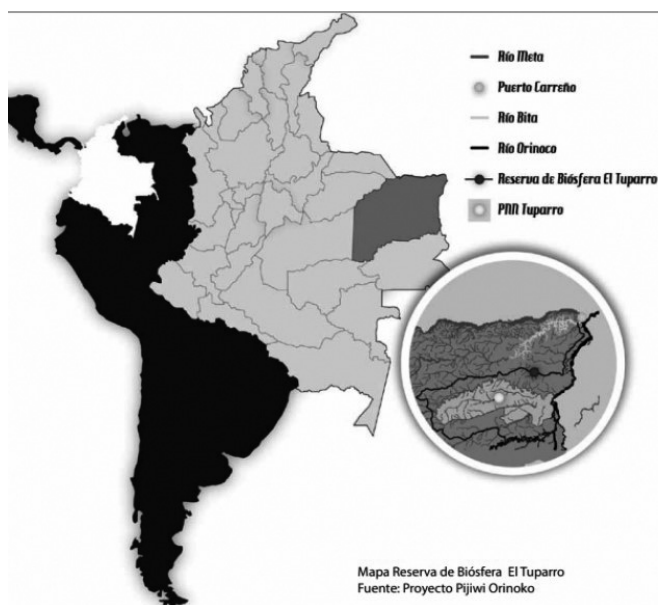 Río Meta
Puerto Carreño
Río Bita
Río Orinoco
Reserva de Biósfera El Tuparro
PNN Tuparro
Mapa Reserva de Biósfera El Tuparro
Fuente: Proyecto Pijiwi Orinoko